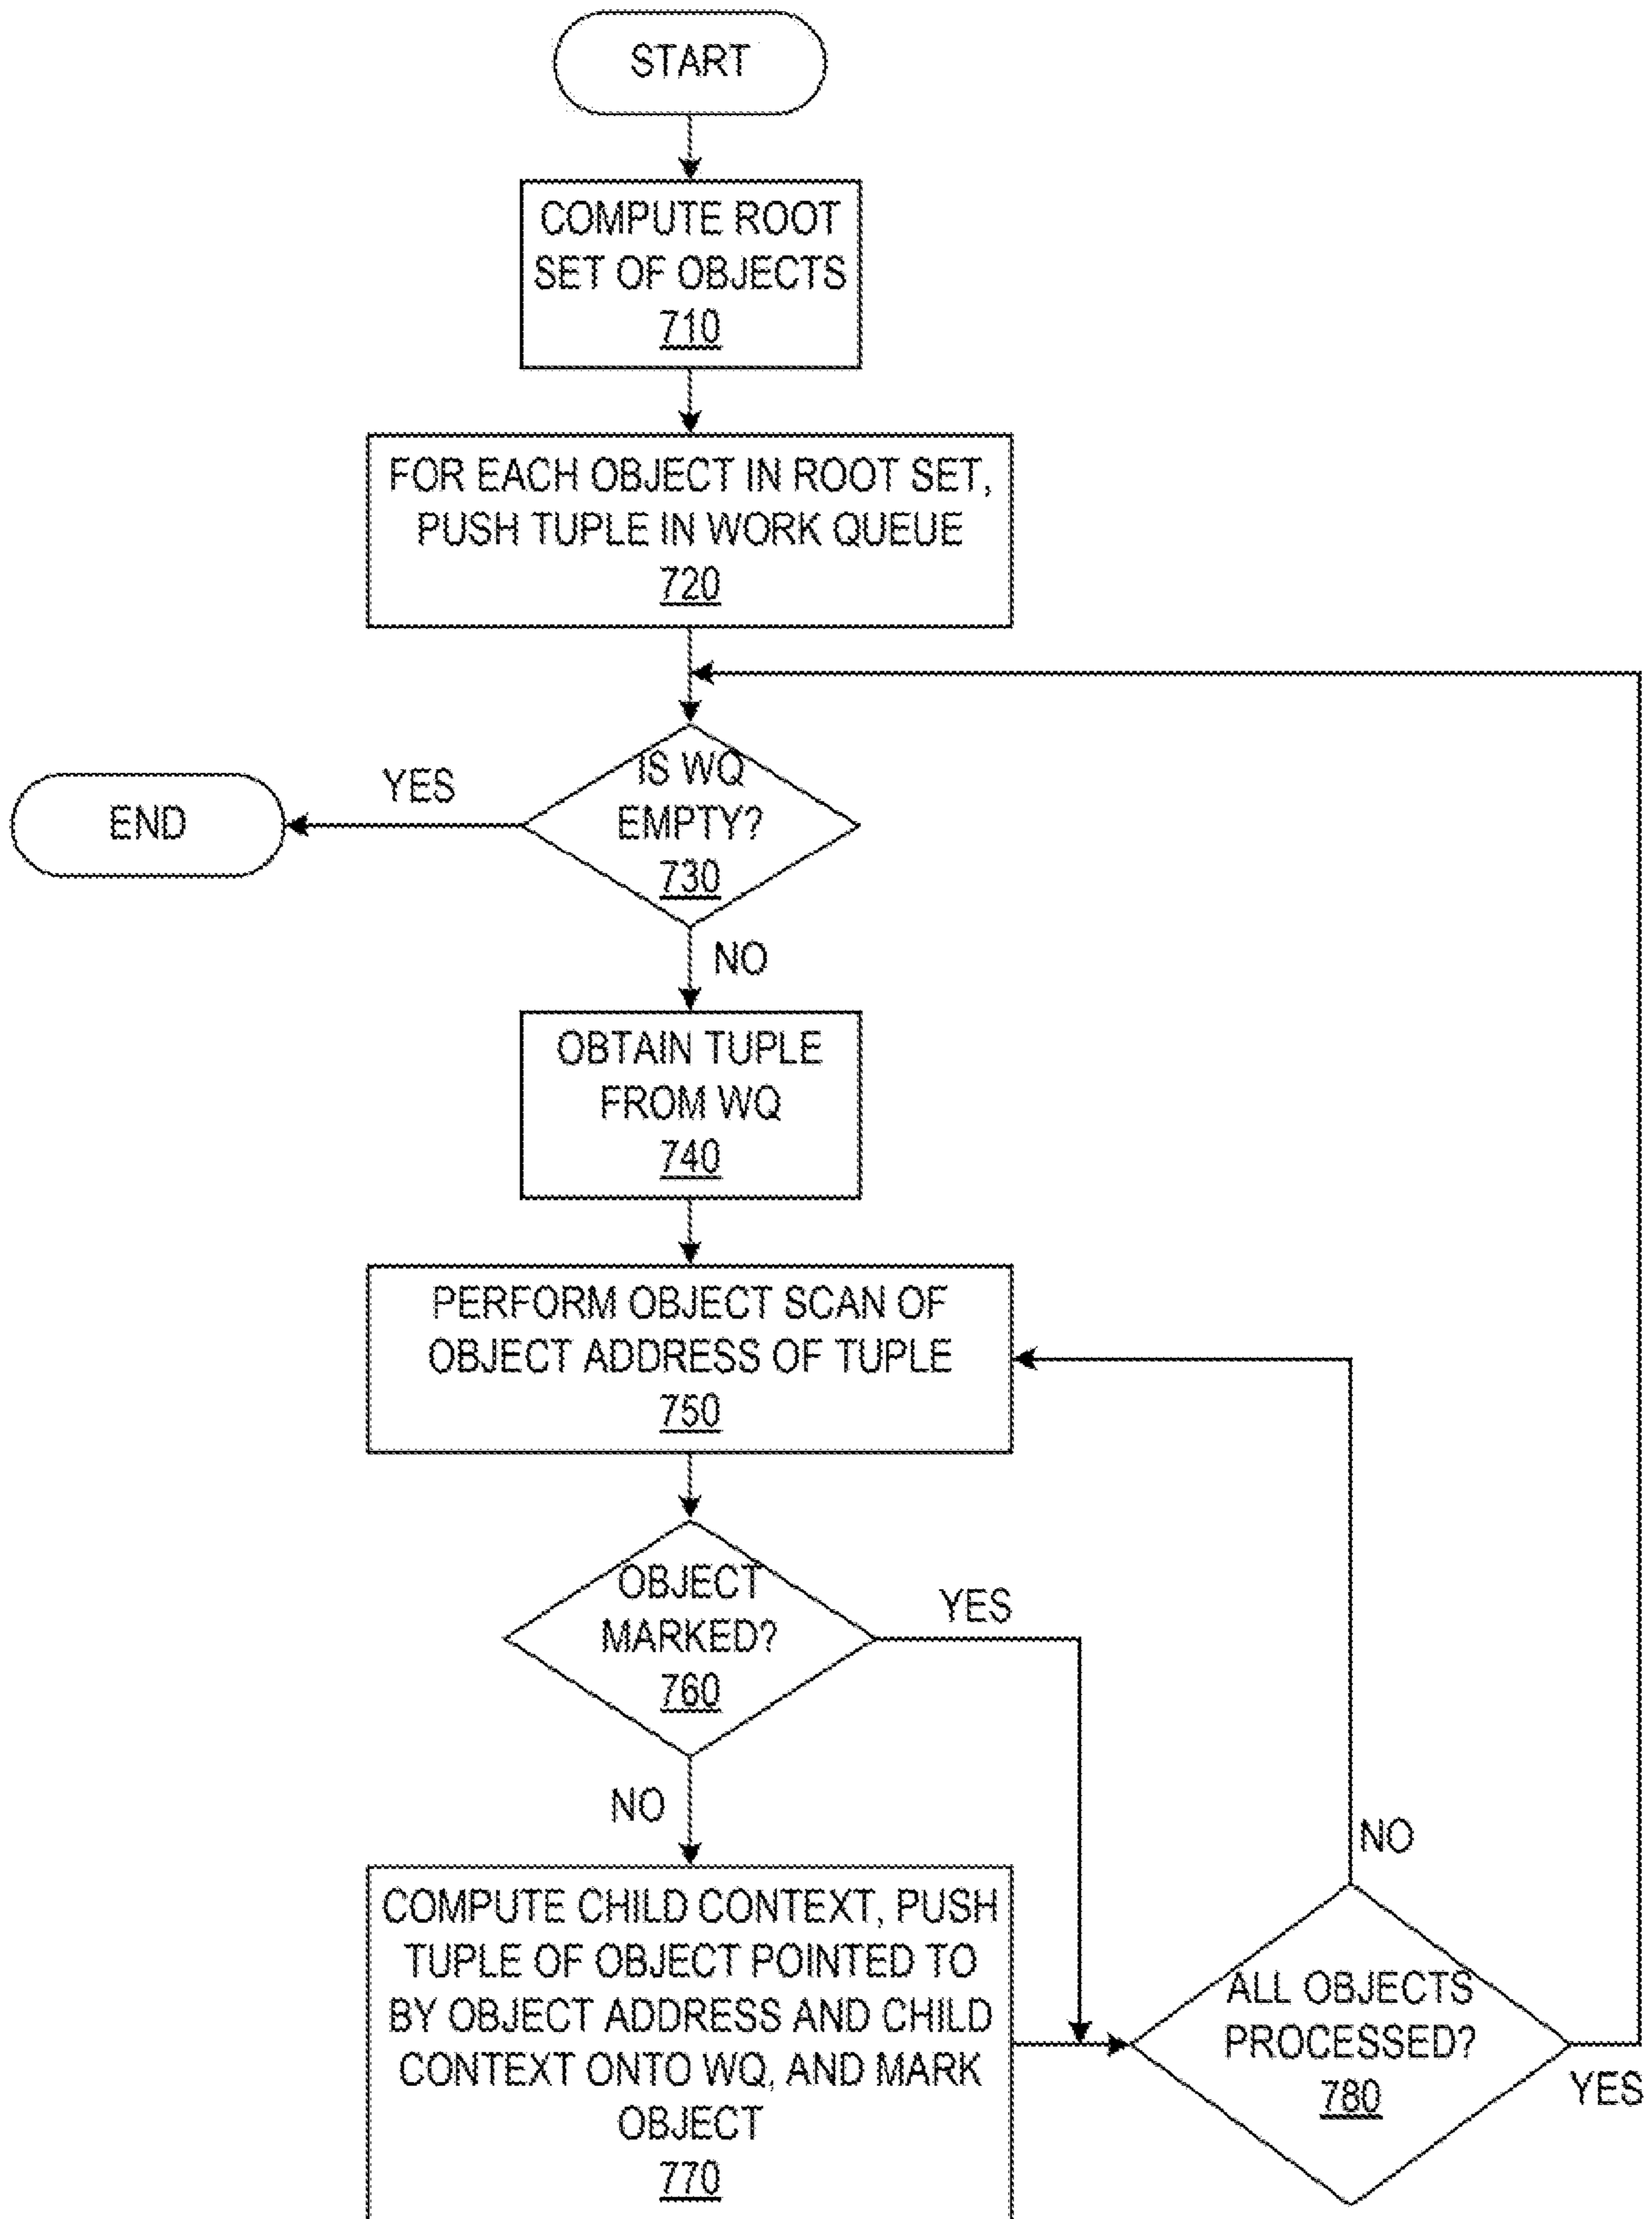 START
COMPUTE ROOT
SET OF OBJECTS
710
FOR EACH OBJECT IN ROOT SET,
PUSH TUPLE IN WORK QUEUE
720
IS WQ
EMPTY?
730
YES
END
NO
OBTAIN TUPLE
FROM WQ
740
PERFORM OBJECT SCAN OF
OBJECT ADDRESS OF TUPLE
750
OBJECT
MARKED?
760
YES
NO
COMPUTE CHILD CONTEXT, PUSH
TUPLE OF OBJECT POINTED TO
BY OBJECT ADDRESS AND CHILD
CONTEXT ONTO WQ, AND MARK
OBJECT
770
NO
ALL OBJECTS
PROCESSED?
780
YES